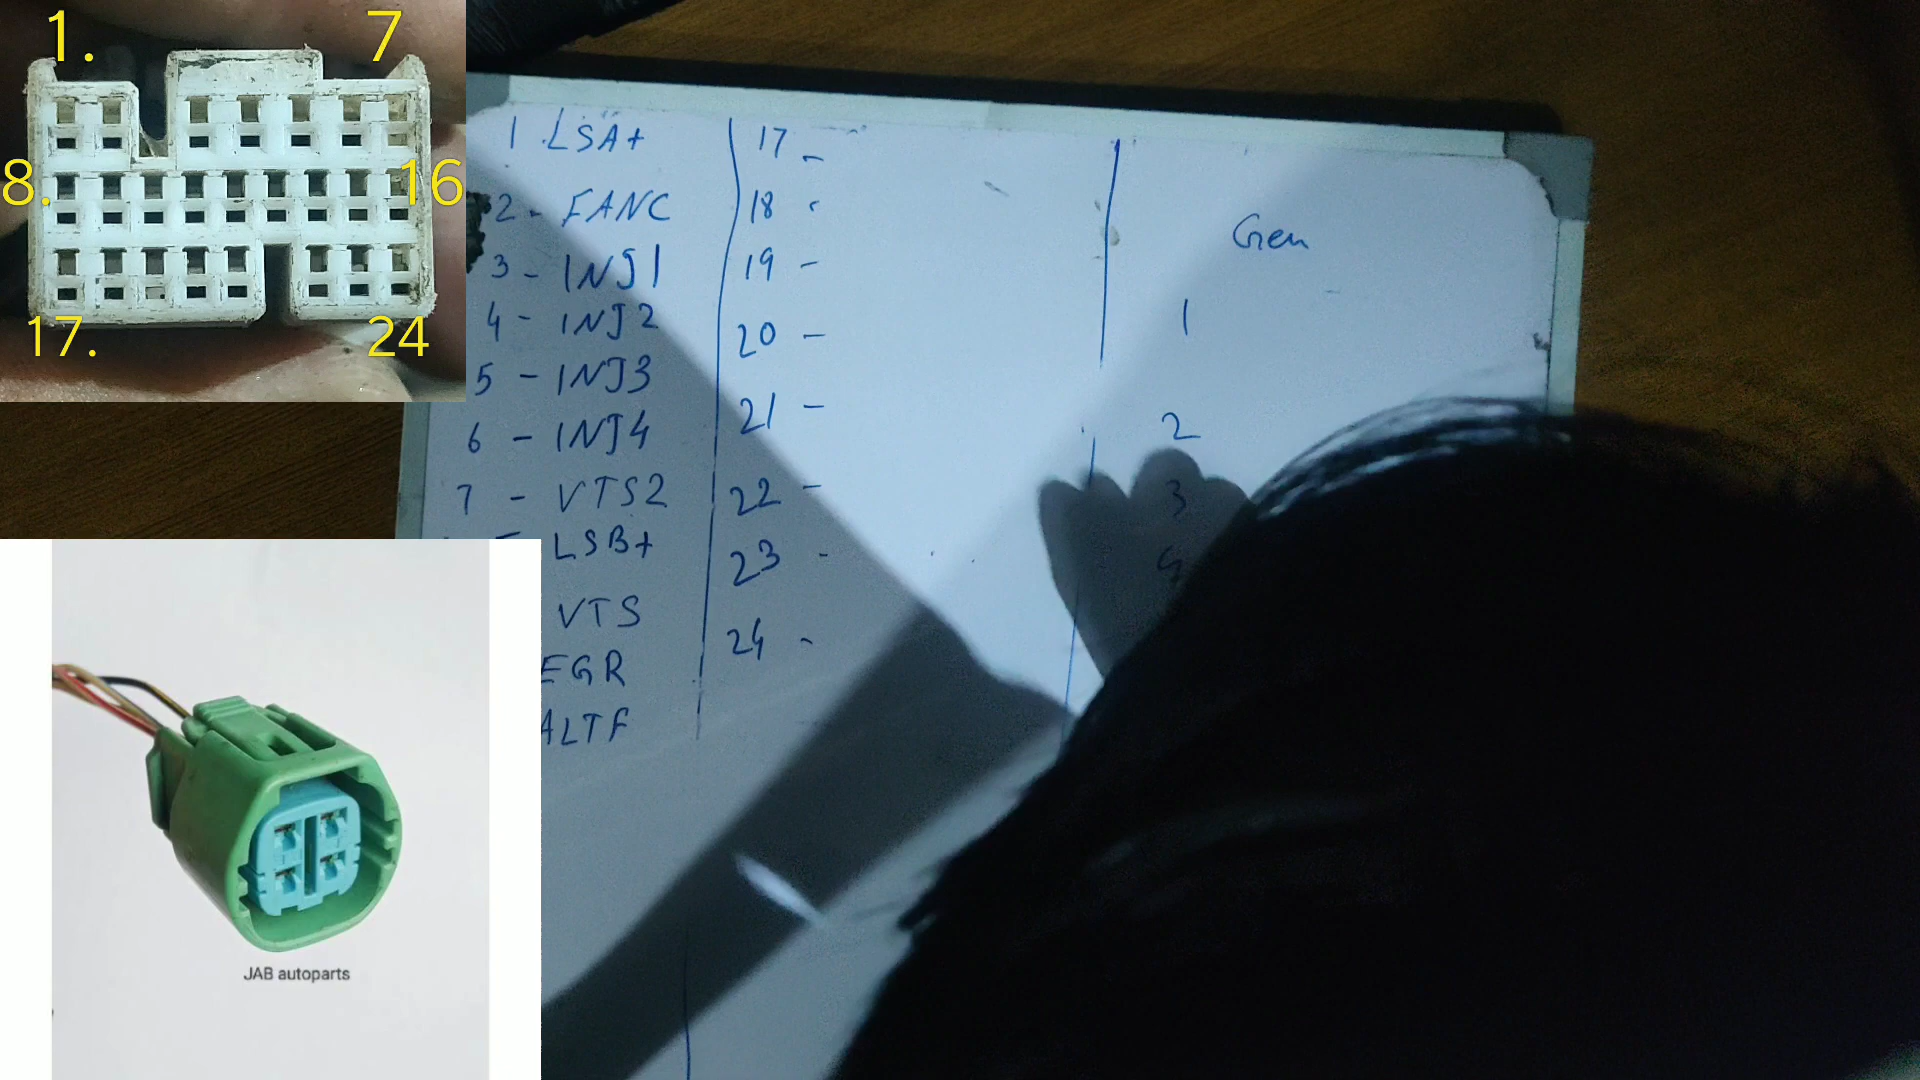 1.
7
8.
16
17.
24
1 . LSA+
2 - FANC
3 - INJ1
4 - INJ2
5 - INJ3
6 - INJ4
7 - VTS2
- LSB+
VTS
EGR
ALTF
17 -
18 -
19 -
20 -
21 -
22 -
23 -
24 -
Gen
1
2
3
JAB autoparts